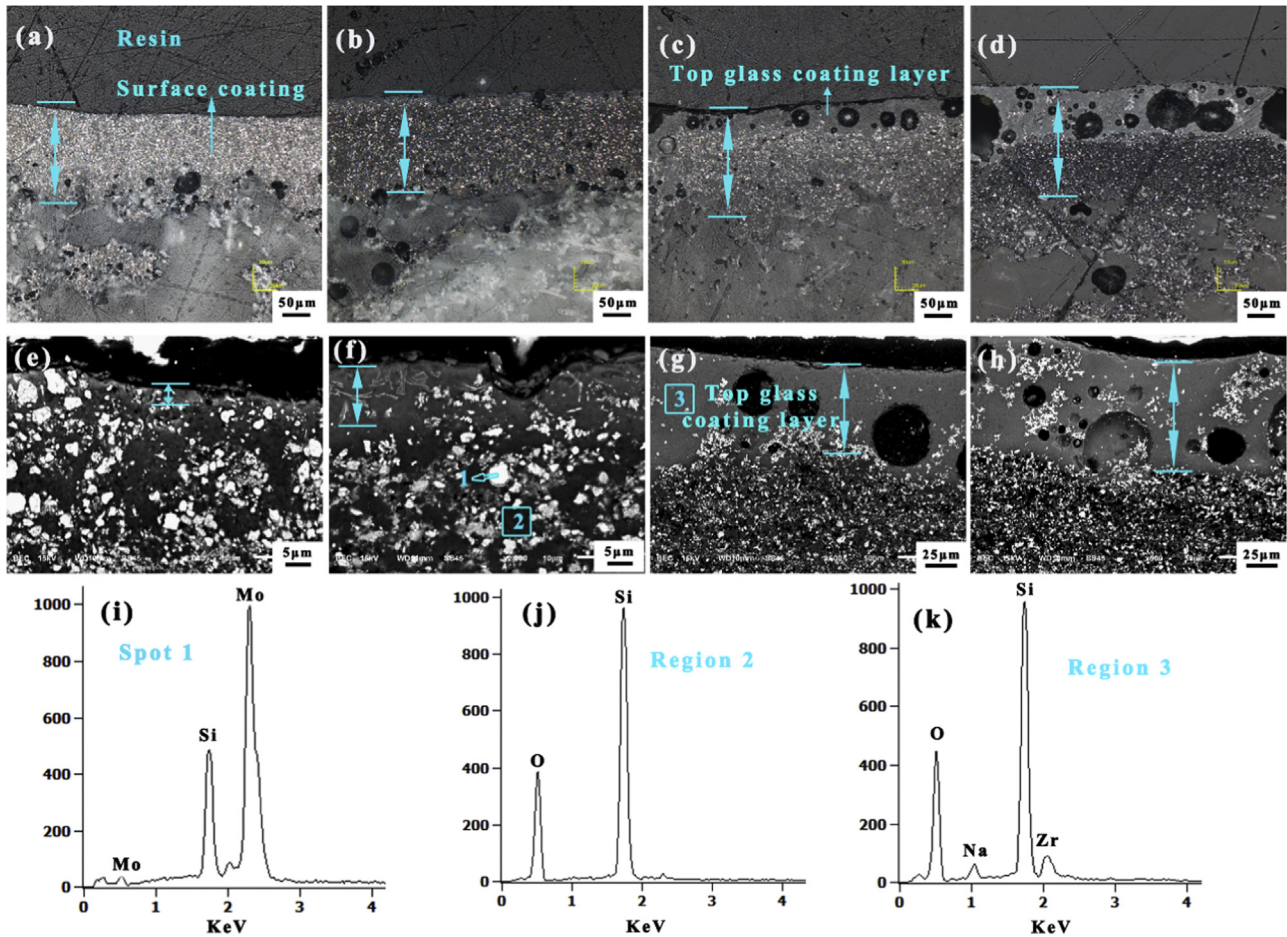 (a)
Resin
Surface coating
50µm
(b)
50µm
(c)
Top glass coating layer
50µm
(d)
50µm
(e)
5µm
(f)
1
2
5µm
(g)
3
Top glass
coating layer
25µm
(h)
25µm
(i)
Spot 1
Mo
Si
Mo
1000
800
600
400
200
0
0 1 2 3 4
KeV
(j)
Region 2
Si
O
1000
800
600
400
200
0
0 1 2 3 4
KeV
(k)
Region 3
Si
O
Na
Zr
1000
800
600
400
200
0
0 1 2 3 4
KeV